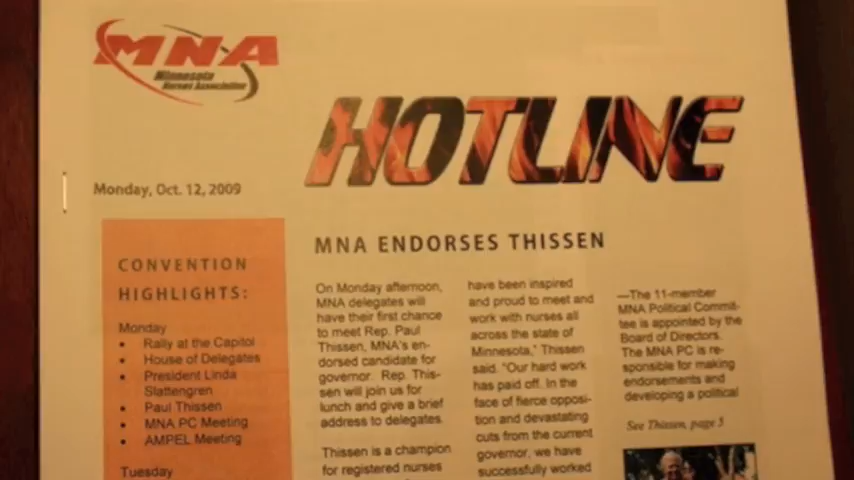 MNA
Minnesota
Nurses Association
HOTLINE
Monday, Oct. 12, 2009
CONVENTION
HIGHLIGHTS:
Monday
• Rally at the Capitol
• House of Delegates
• President Linda
Slattengren
• Paul Thissen
• MNA PC Meeting
• AMPEL Meeting
Tuesday
MNA ENDORSES THISSEN
On Monday afternoon,
MNA delegates will
have their first chance
to meet Rep. Paul
Thissen, MNA's en-
dorsed candidate for
governor. Rep. This-
sen will join us for
lunch and give a brief
address to delegates.
Thissen is a champion
for registered nurses
have been inspired
and proud to meet and
work with nurses all
across the state of
Minnesota," Thissen
said. "Our hard work
has paid off. In the
face of fierce opposi-
tion and devastating
cuts from the current
governor, we have
successfully worked
—The 11-member
MNA Political Commit-
tee is appointed by the
Board of Directors.
The MNA PC is re-
sponsible for making
endorsements and
developing a political
See Thissen, page 5